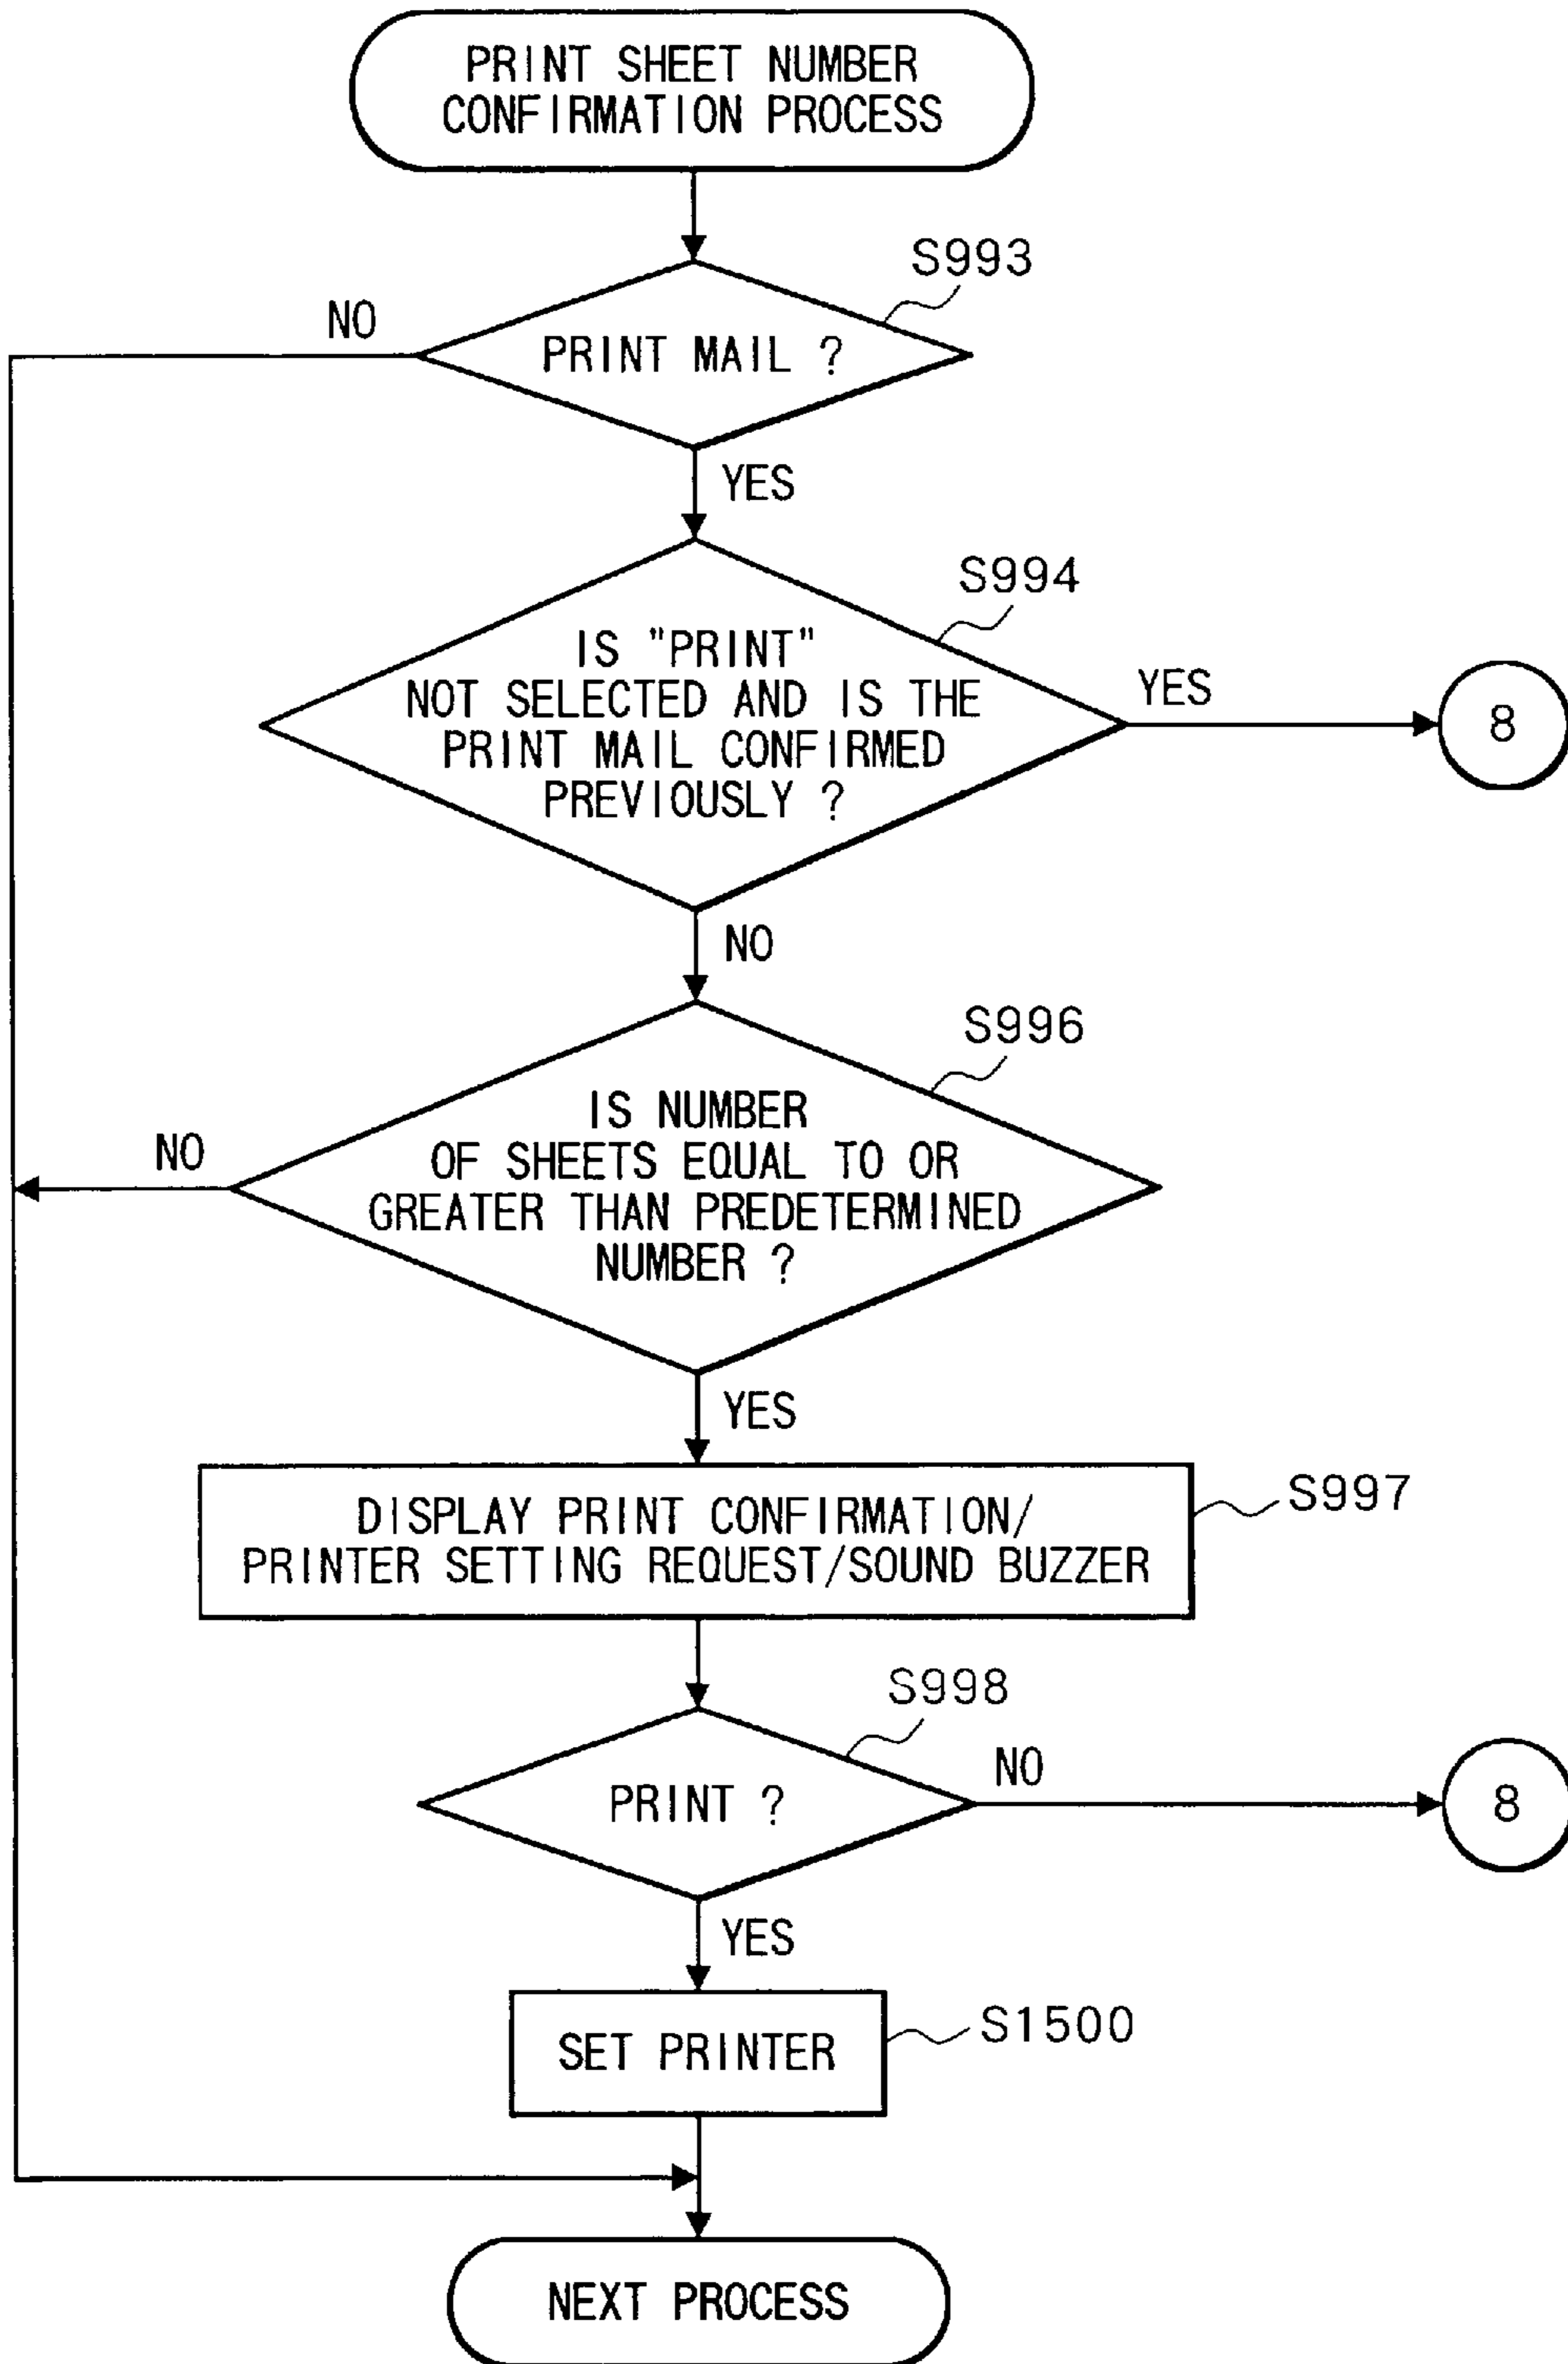 PRINT SHEET NUMBER
CONFIRMATION PROCESS
S993
NO
PRINT MAIL ?
YES
S994
IS "PRINT"
NOT SELECTED AND IS THE
PRINT MAIL CONFIRMED
PREVIOUSLY ?
YES
8
NO
S996
IS NUMBER
OF SHEETS EQUAL TO OR
GREATER THAN PREDETERMINED
NUMBER ?
NO
YES
DISPLAY PRINT CONFIRMATION/
PRINTER SETTING REQUEST/SOUND BUZZER
S997
S998
PRINT ?
NO
8
YES
SET PRINTER
S1500
NEXT PROCESS